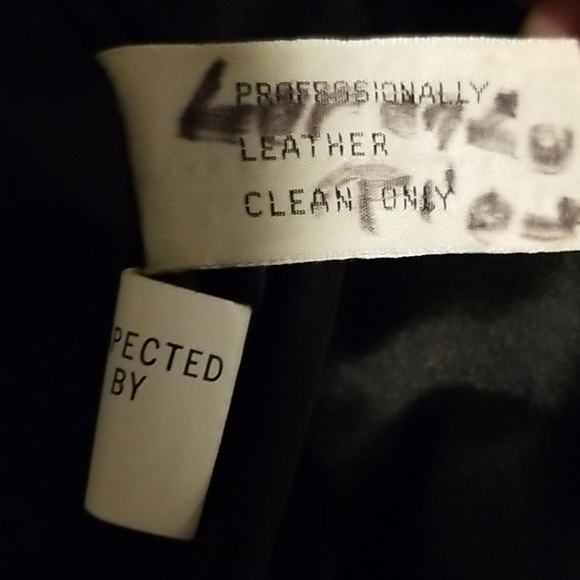 PROFESSIONALLY
LEATHER
CLEAN ONLY
PECTED
BY